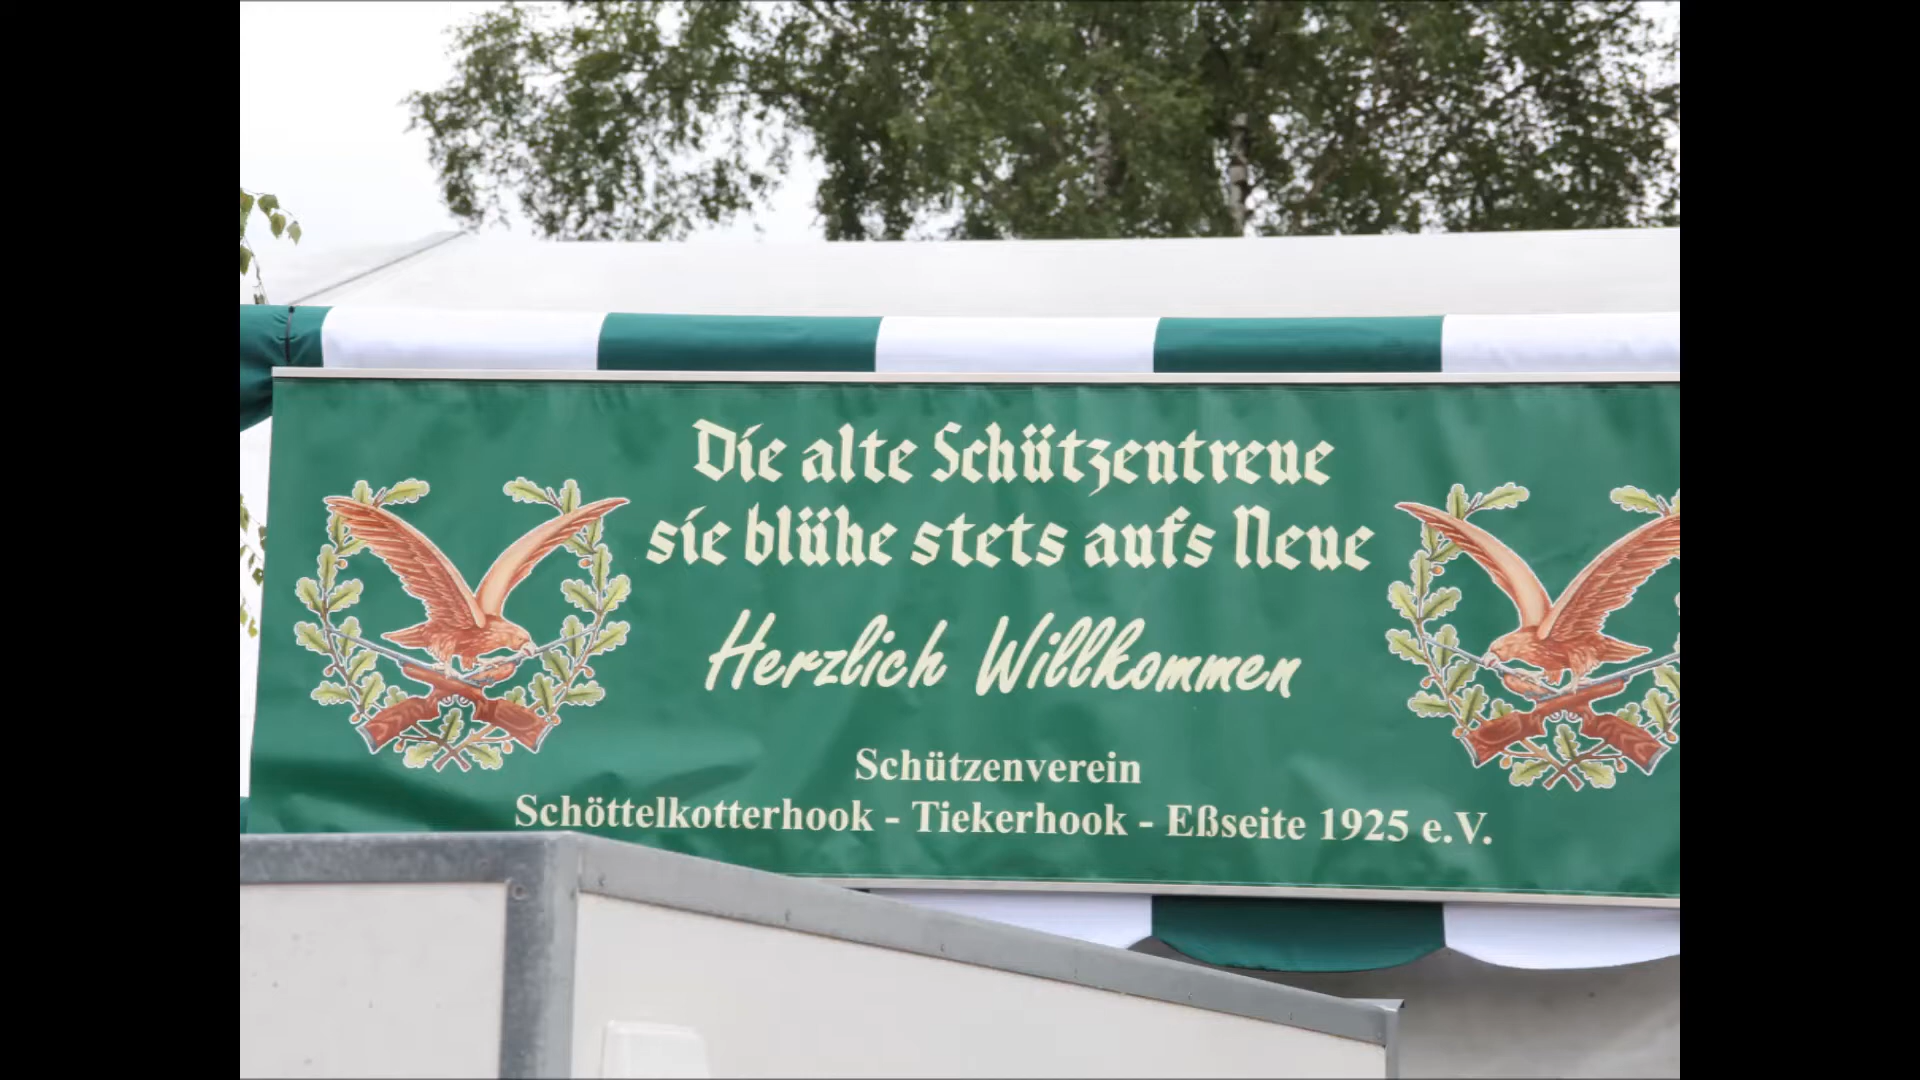 Die alte Schützentreue
sie blühe stets aufs Neue
Herzlich Willkommen
Schützenverein
Schöttelkotterhook - Tiekerhook - Eßseite 1925 e.V.